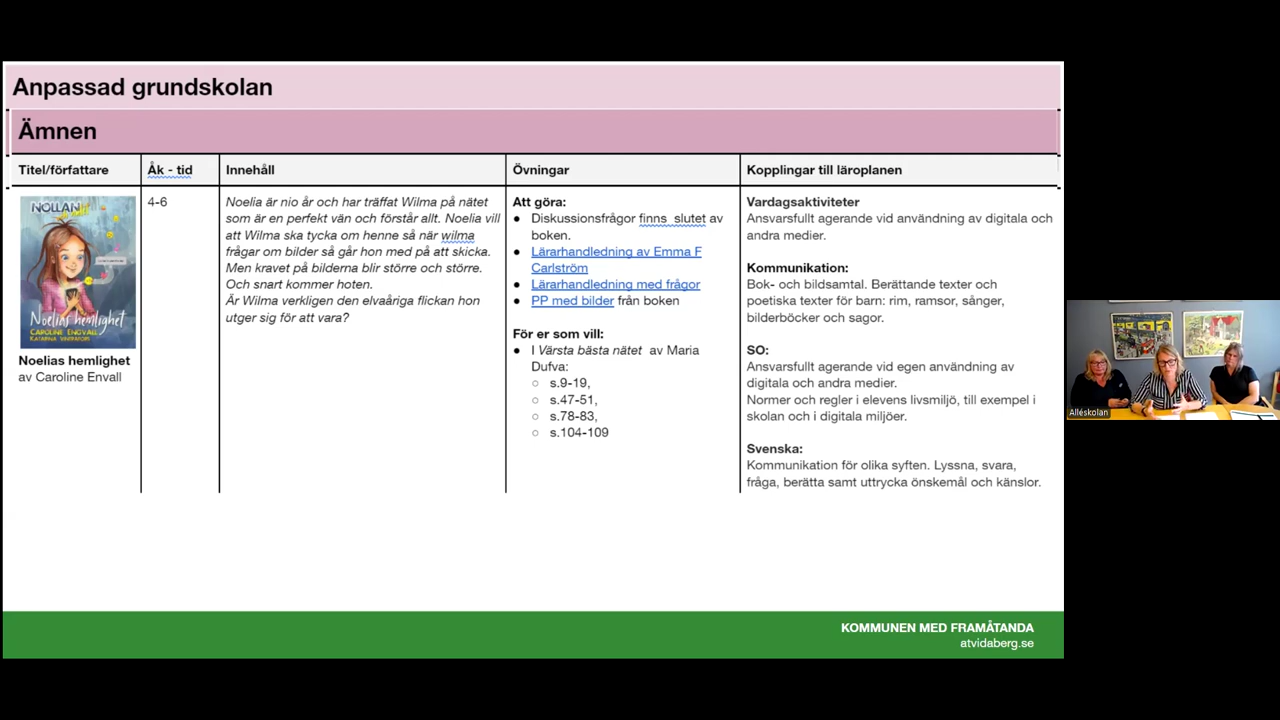 Anpassad grundskolan
Ämnen
Titel/författare
Åk - tid
Innehåll
Övningar
Kopplingar till läroplanen
NOLLAN
Noelias hemlighet
CAROLINE ENGVALL
Noelias hemlighet
av Caroline Envall
4-6
Noelia är nio år och har träffat Wilma på nätet
som är en perfekt vän och förstår allt. Noelia vill
att Wilma ska tycka om henne så när wilma
frågar om bilder så går hon med på att skicka.
Men kravet på bilderna blir större och större.
Och snart kommer hoten.
Är Wilma verkligen den elvaåriga flickan hon
utger sig för att vara?
Att göra:
● Diskussionsfrågor finns slutet av
boken.
● Lärarhandledning av Emma F
Carlström
● Lärarhandledning med frågor
● PP med bilder från boken
För er som vill:
● I Värsta bästa nätet av Maria
Dufva:
○ s.9-19,
○ s.47-51,
○ s.78-83,
○ s.104-109
Vardagsaktiviteter
Ansvarsfullt agerande vid användning av digitala och
andra medier.
Kommunikation:
Bok- och bildsamtal. Berättande texter och
poetiska texter för barn: rim, ramsor, sånger,
bilderböcker och sagor.
SO:
Ansvarsfullt agerande vid egen användning av
digitala och andra medier.
Normer och regler i elevens livsmiljö, till exempel i
skolan och i digitala miljöer.
Svenska:
Kommunikation för olika syften. Lyssna, svara,
fråga, berätta samt uttrycka önskemål och känslor.
KOMMUNEN MED FRAMÅTANDA
atvidaberg.se
Alléskolan